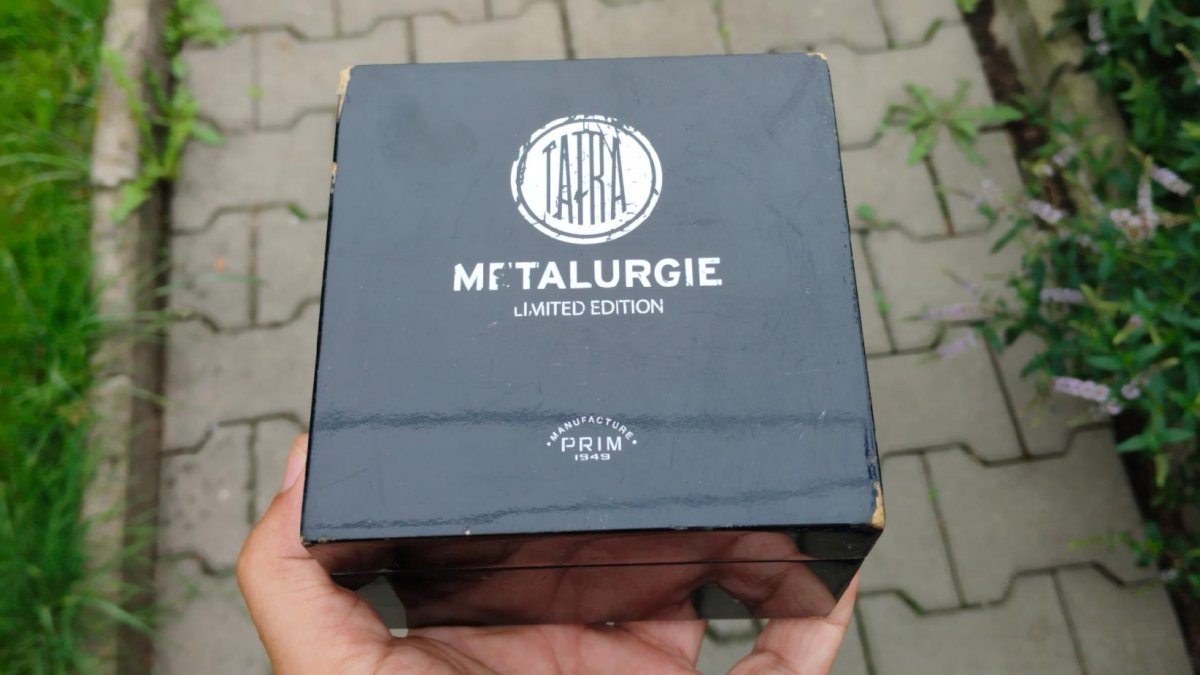 TATRA
METALURGIE
LIMITED EDITION
•MANUFACTURE•
PRIM
1949